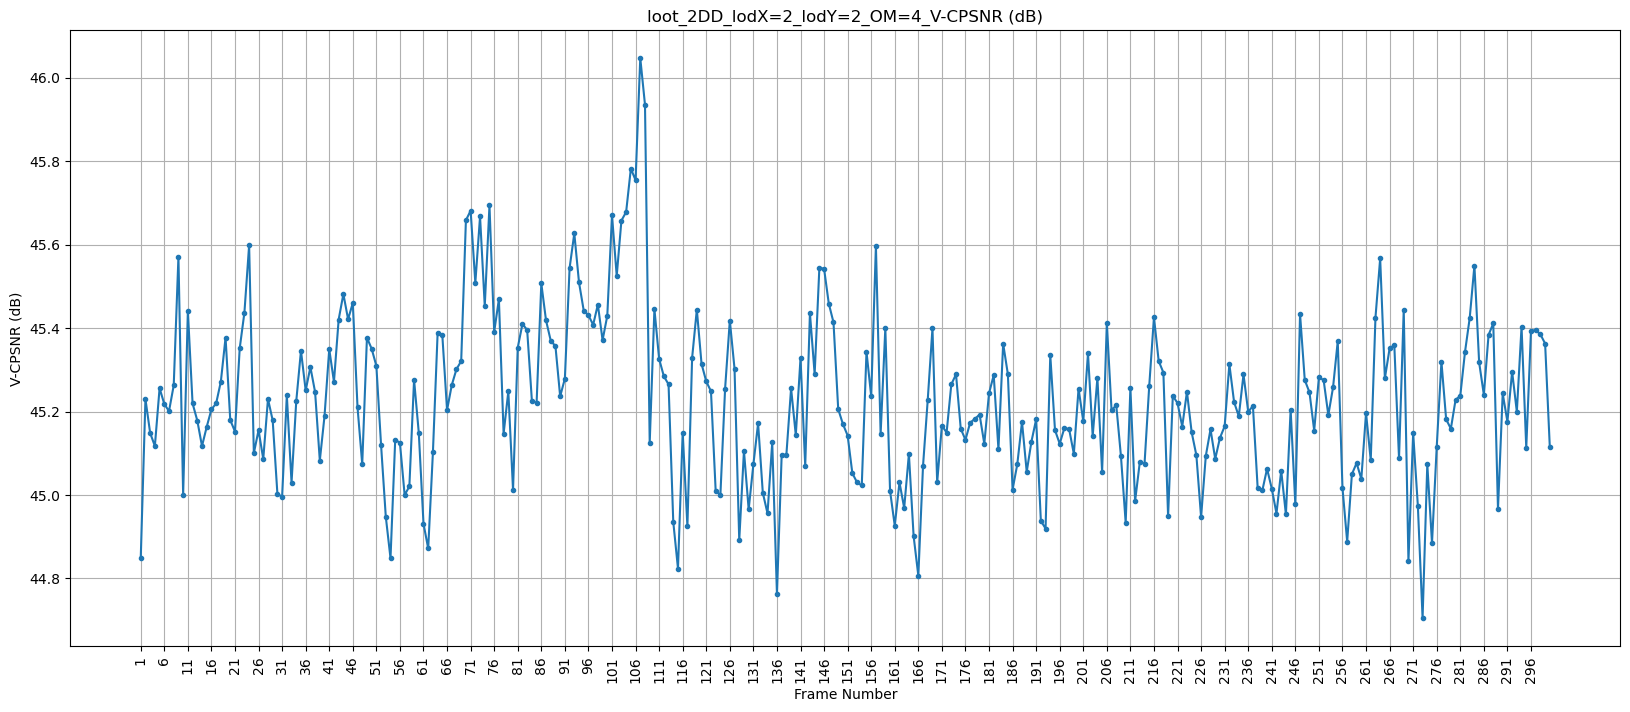 loot_2DD_lodX=2_lodY=2_OM=4_V-CPSNR (dB)
V-CPSNR (dB)
46.0
45.8
45.6
45.4
45.2
45.0
44.8
1 6 11 16 21 26 31 36 41 46 51 56 61 66 71 76 81 86 91 96 101 106 111 116 121 126 131 136 141 146 151 156 161 166 171 176 181 186 191 196 201 206 211 216 221 226 231 236 241 246 251 256 261 266 271 276 281 286 291 296
Frame Number